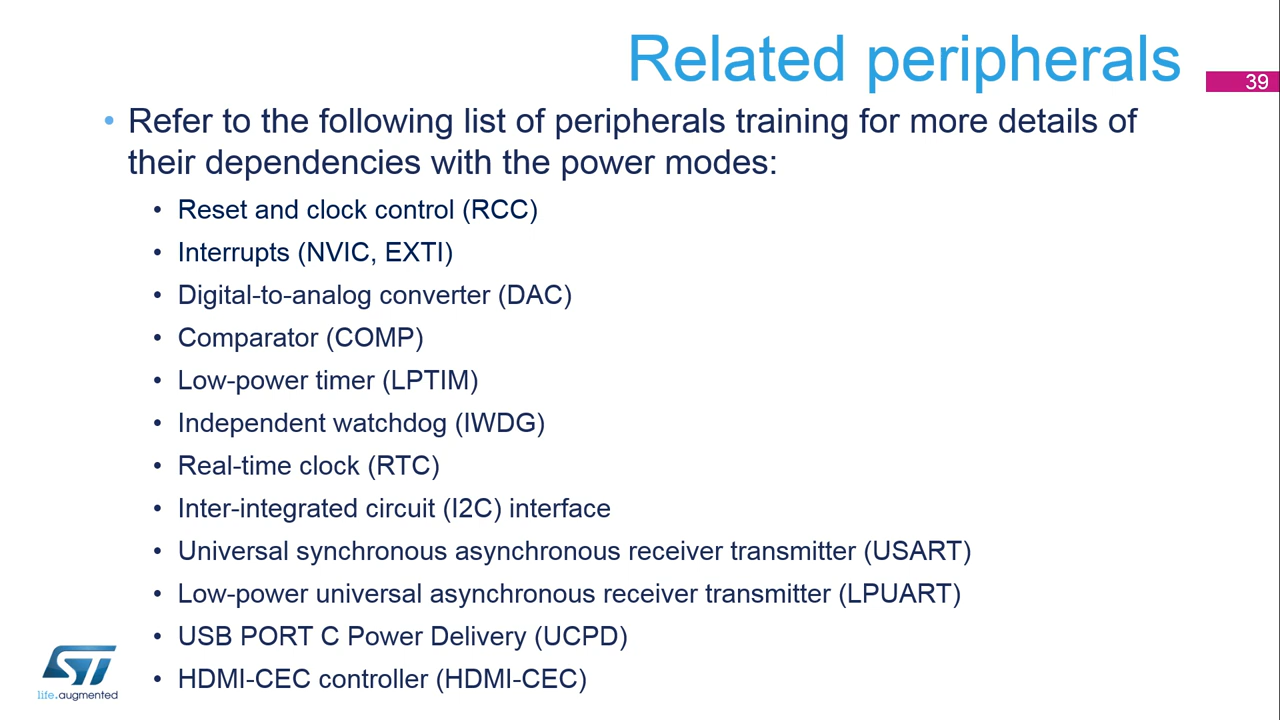 Related peripherals
39
• Refer to the following list of peripherals training for more details of
their dependencies with the power modes:
• Reset and clock control (RCC)
• Interrupts (NVIC, EXTI)
• Digital-to-analog converter (DAC)
• Comparator (COMP)
• Low-power timer (LPTIM)
• Independent watchdog (IWDG)
• Real-time clock (RTC)
• Inter-integrated circuit (I2C) interface
• Universal synchronous asynchronous receiver transmitter (USART)
• Low-power universal asynchronous receiver transmitter (LPUART)
• USB PORT C Power Delivery (UCPD)
• HDMI-CEC controller (HDMI-CEC)
ST
life.augmented